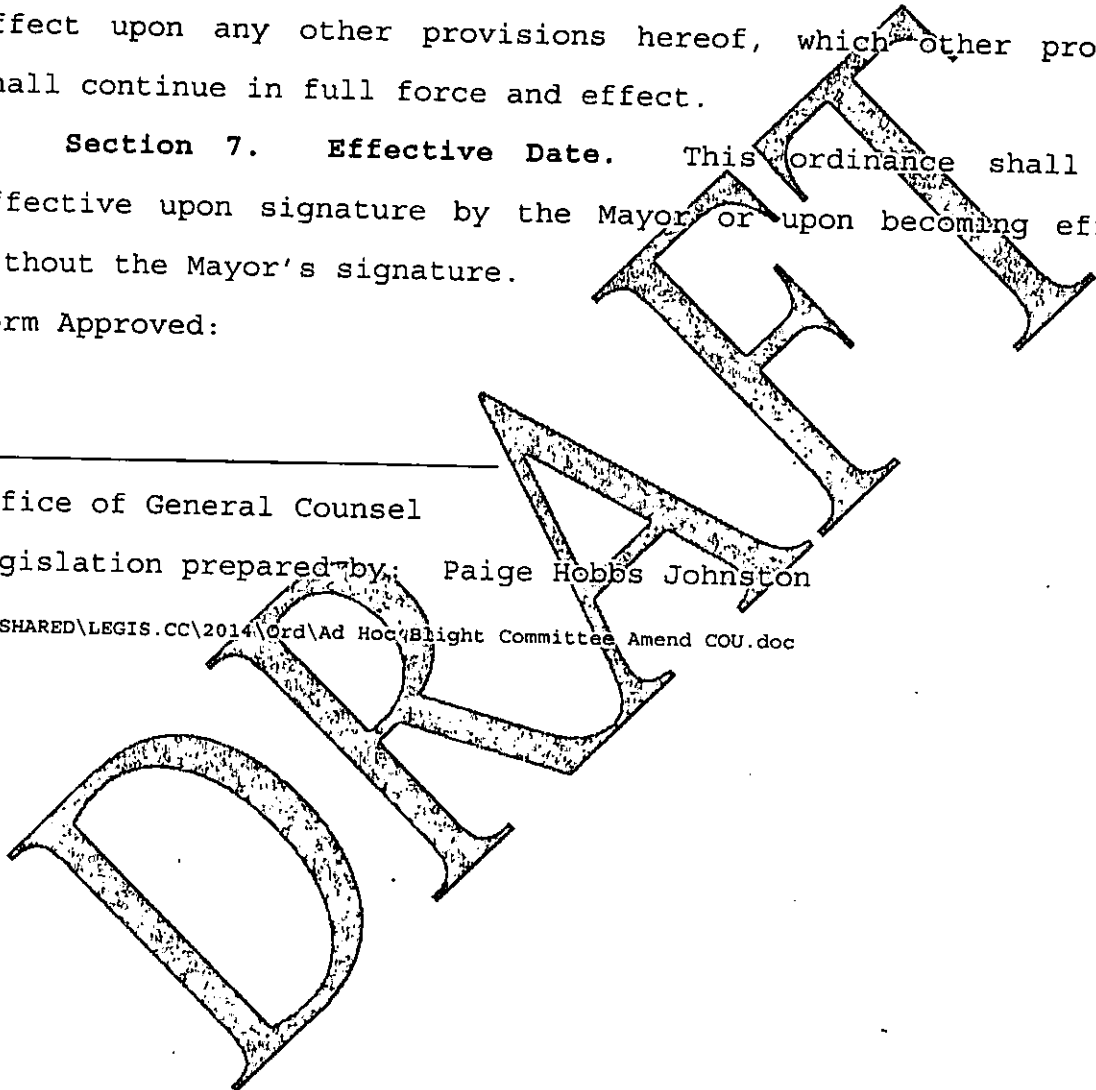 ffect upon any other provisions hereof, which other pro
hall continue in full force and effect.
Section 7. Effective Date. This ordinance shall
ffective upon signature by the Mayor or upon becoming ef
thout the Mayor's signature.
orm Approved:
fice of General Counsel
gislation prepared by: Paige Hobbs Johnston
SHARED\LEGIS.CC\2014\Ord\Ad Hoc Blight Committee Amend COU.doc
DRAFT